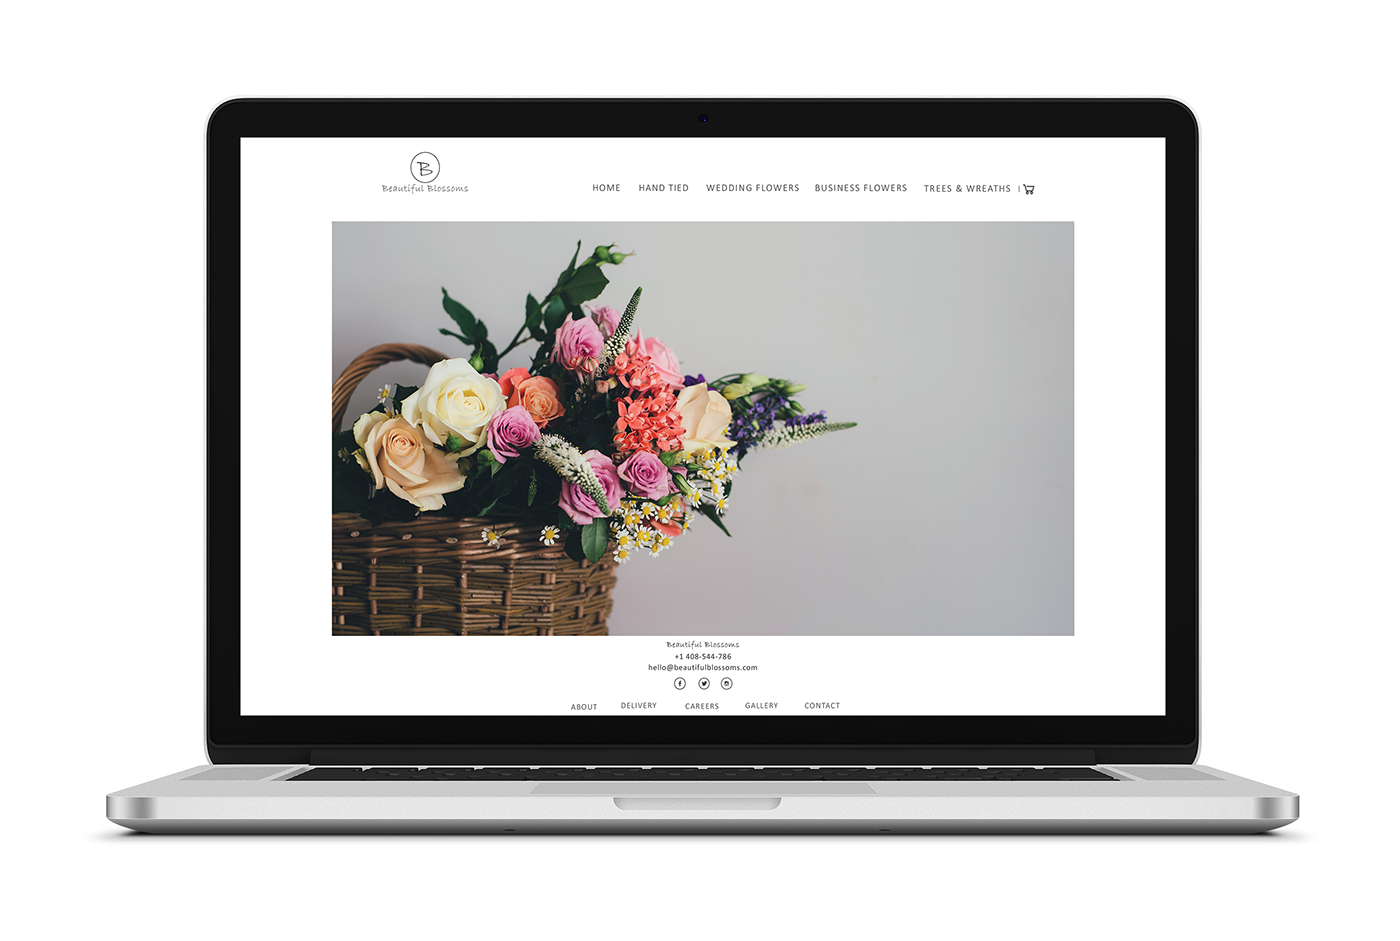 B
Beautiful Blossoms
HOME HAND TIED WEDDING FLOWERS BUSINESS FLOWERS TREES & WREATHS |
Beautiful Blossoms
+1 408-544-786
hello@beautifulblossoms.com
ABOUT DELIVERY CAREERS GALLERY CONTACT